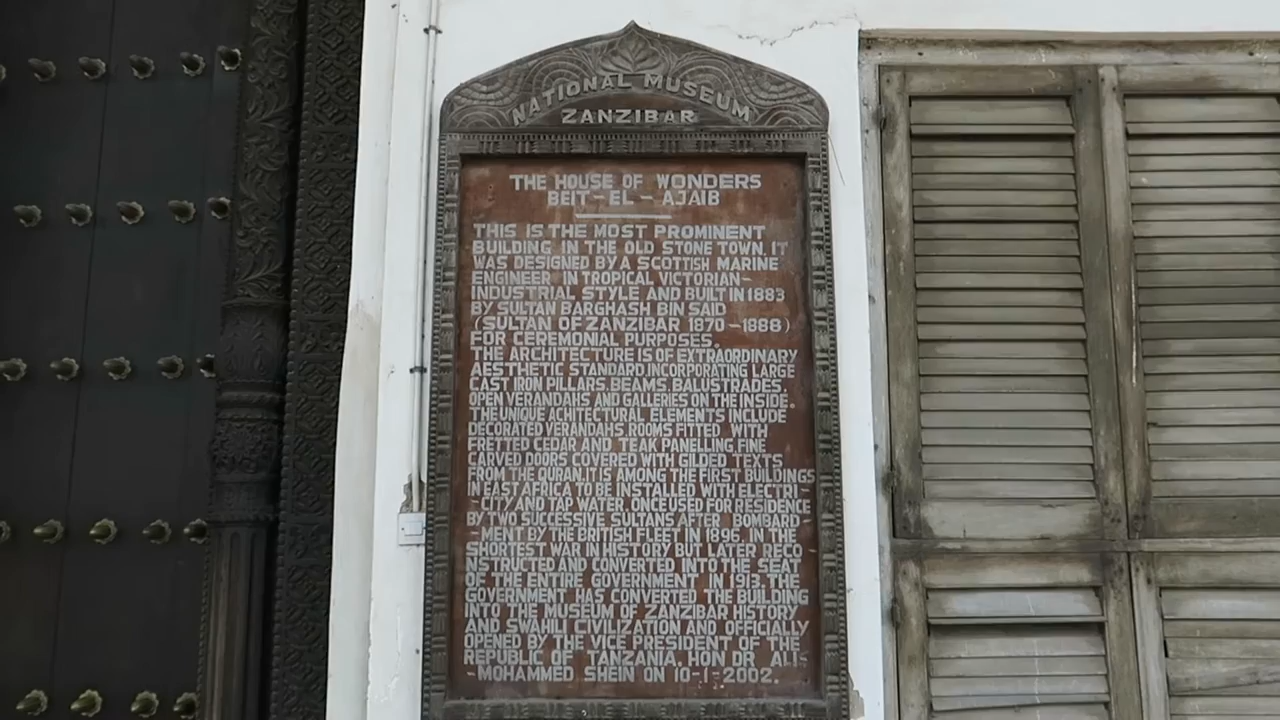 NATIONAL MUSEUM
ZANZIBAR
THE HOUSE OF WONDERS
BEIT-EL-AJAIB
THIS IS THE MOST PROMINENT
BUILDING IN THE OLD STONE TOWN. IT
WAS DESIGNED BY A SCOTTISH MARINE
ENGINEER IN TROPICAL VICTORIAN-
INDUSTRIAL STYLE AND BUILT IN 1883
BY SULTAN BARGHASH BIN SAID
(SULTAN OF ZANZIBAR 1870-1888)
FOR CEREMONIAL PURPOSES.
THE ARCHITECTURE IS OF EXTRAORDINARY
AESTHETIC STANDARD, INCORPORATING LARGE
CAST IRON PILLARS, BEAMS, BALUSTRADES,
OPEN VERANDAHS AND GALLERIES ON THE INSIDE.
THE UNIQUE ACHITECTURAL ELEMENTS INCLUDE
DECORATED VERANDAHS, ROOMS FITTED WITH
FRETTED CEDAR AND TEAK PANELLING, FINE
CARVED DOORS COVERED WITH GILDED TEXTS
FROM THE QURAN. IT IS AMONG THE FIRST BUILDINGS
IN EAST AFRICA TO BE INSTALLED WITH ELECTRI-
-CITY AND TAP WATER. ONCE USED FOR RESIDENCE
BY TWO SUCCESSIVE SULTANS AFTER BOMBARD-
-MENT BY THE BRITISH FLEET IN 1896, IN THE
SHORTEST WAR IN HISTORY BUT LATER RECO
NSTRUCTED AND CONVERTED INTO THE SEAT
OF THE ENTIRE GOVERNMENT IN 1913. THE
GOVERNMENT HAS CONVERTED THE BUILDING
INTO THE MUSEUM OF ZANZIBAR HISTORY
AND SWAHILI CIVILIZATION AND OFFICIALLY
OPENED BY THE VICE PRESIDENT OF THE
REPUBLIC OF TANZANIA, HON DR ALI-
-MOHAMMED SHEIN ON 10-1-2002.